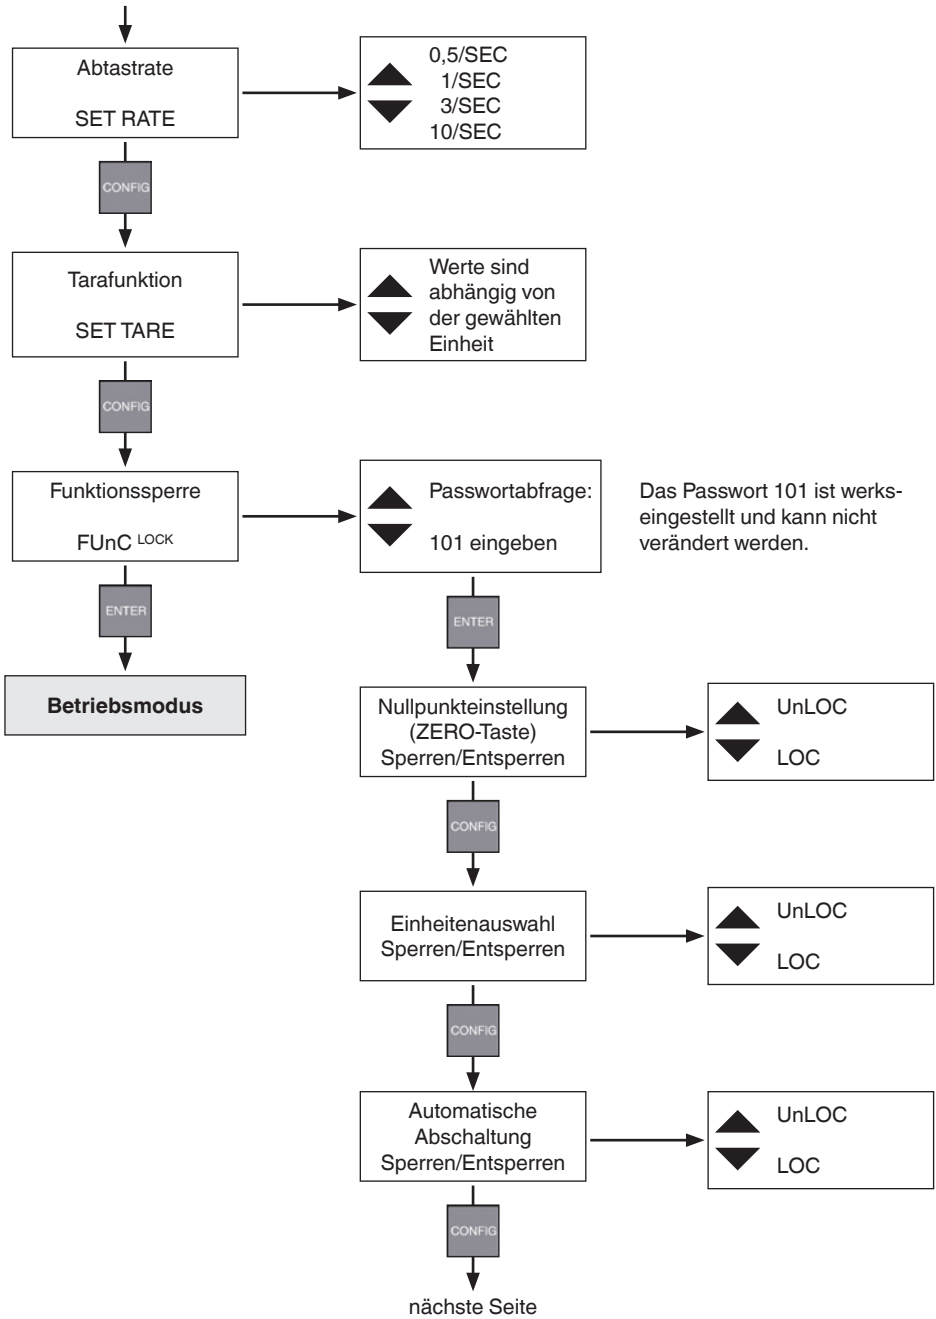 Abtastrate
SET RATE
0,5/SEC
1/SEC
3/SEC
10/SEC
CONFIG
Tarafunktion
SET TARE
Werte sind
abhängig von
der gewählten
Einheit
CONFIG
Funktionssperre
FUnC LOCK
Passwortabfrage:
101 eingeben
Das Passwort 101 ist werks-
eingestellt und kann nicht
verändert werden.
ENTER
ENTER
Betriebsmodus
Nullpunkteinstellung
(ZERO-Taste)
Sperren/Entsperren
UnLOC
LOC
CONFIG
Einheitenauswahl
Sperren/Entsperren
UnLOC
LOC
CONFIG
Automatische
Abschaltung
Sperren/Entsperren
UnLOC
LOC
CONFIG
nächste Seite